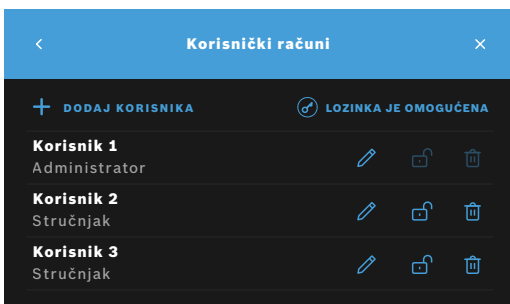 Korisnički računi
DODAJ KORISNIKA LOZINKA JE OMOGUĆENA
Korisnik 1
Administrator
Korisnik 2
Stručnjak
Korisnik 3
Stručnjak